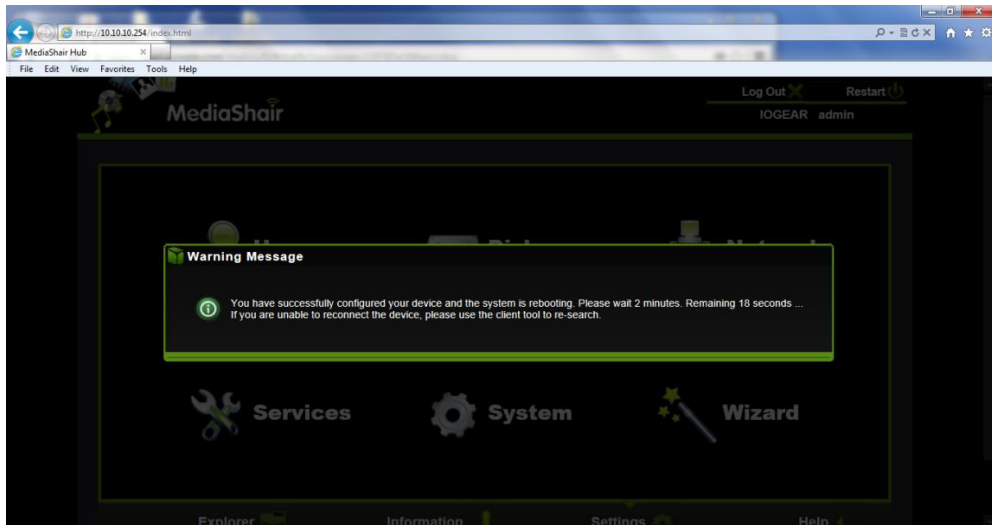 http://10.10.10.254/index.html
MediaShair Hub
File Edit View Favorites Tools Help
MediaShair
Log Out
Restart
IOGEAR admin
Warning Message
You have successfully configured your device and the system is rebooting. Please wait 2 minutes. Remaining 18 seconds ...
If you are unable to reconnect the device, please use the client tool to re-search.
Services
System
Wizard
Explorer
Information
Settings
Help